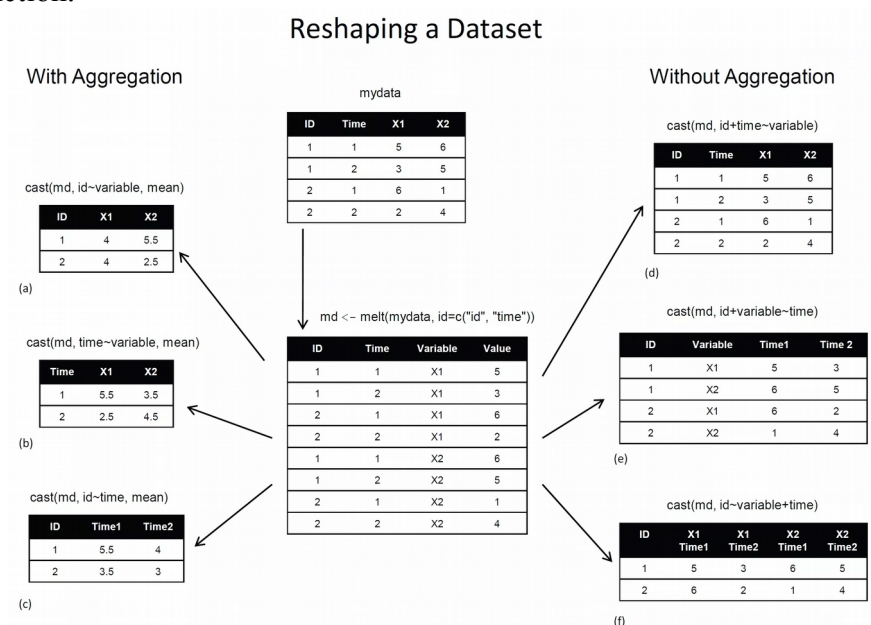 ction.
Reshaping a Dataset
With Aggregation
Without Aggregation
mydata
ID Time X1 X2
1 1 5 6
1 2 3 5
2 1 6 1
2 2 2 4
cast(md, id~variable, mean)
ID X1 X2
1 4 5.5
2 4 2.5
(a)
cast(md, time~variable, mean)
Time X1 X2
1 5.5 3.5
2 2.5 4.5
(b)
cast(md, id~time, mean)
ID Time1 Time2
1 5.5 4
2 3.5 3
(c)
md <- melt(mydata, id=c("id", "time"))
ID Time Variable Value
1 1 X1 5
1 2 X1 3
2 1 X1 6
2 2 X1 2
1 1 X2 6
1 2 X2 5
2 1 X2 1
2 2 X2 4
cast(md, id+time~variable)
ID Time X1 X2
1 1 5 6
1 2 3 5
2 1 6 1
2 2 2 4
(d)
cast(md, id+variable~time)
ID Variable Time1 Time 2
1 X1 5 3
1 X2 6 5
2 X1 6 2
2 X2 1 4
(e)
cast(md, id~variable+time)
ID X1 X1 X2 X2
Time1 Time2 Time1 Time2
1 5 3 6 5
2 6 2 1 4
(f)